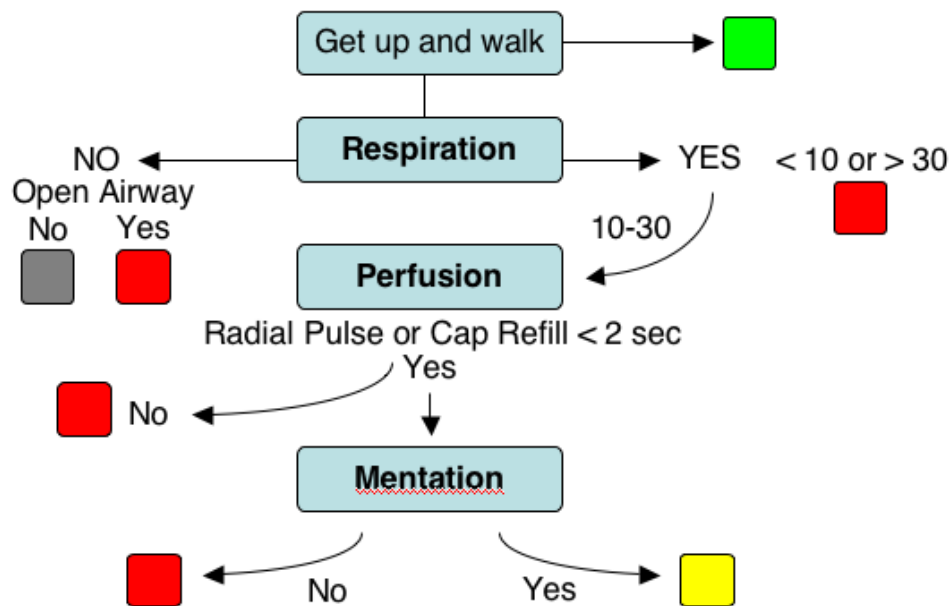 Get up and walk
Respiration
NO
YES
< 10 or > 30
Open Airway
No
Yes
10-30
Perfusion
Radial Pulse or Cap Refill < 2 sec
Yes
No
Mentation
No
Yes